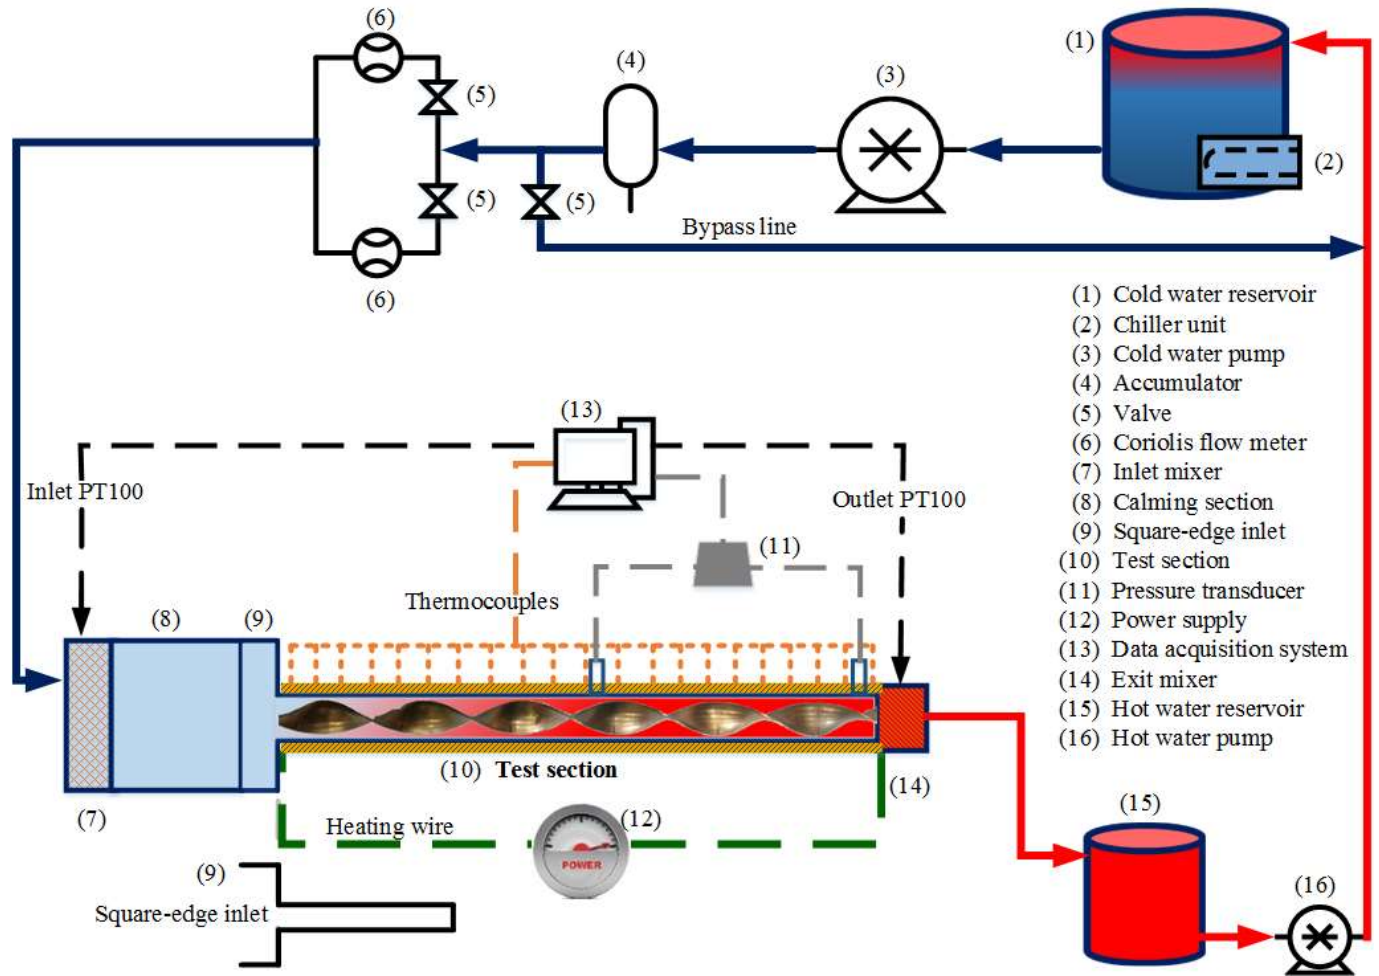 (6)
(1)
(4)
(3)
(5)
(2)
(5)
(5)
Bypass line
(6)
(1) Cold water reservoir
(2) Chiller unit
(3) Cold water pump
(4) Accumulator
(5) Valve
(6) Coriolis flow meter
(7) Inlet mixer
(8) Calming section
(9) Square-edge inlet
(10) Test section
(11) Pressure transducer
(12) Power supply
(13) Data acquisition system
(14) Exit mixer
(15) Hot water reservoir
(16) Hot water pump
(13)
Inlet PT100
Outlet PT100
(11)
Thermocouples
(8)
(9)
(10) Test section
(14)
(7)
Heating wire
(12)
POWER
(15)
(9)
Square-edge inlet
(16)